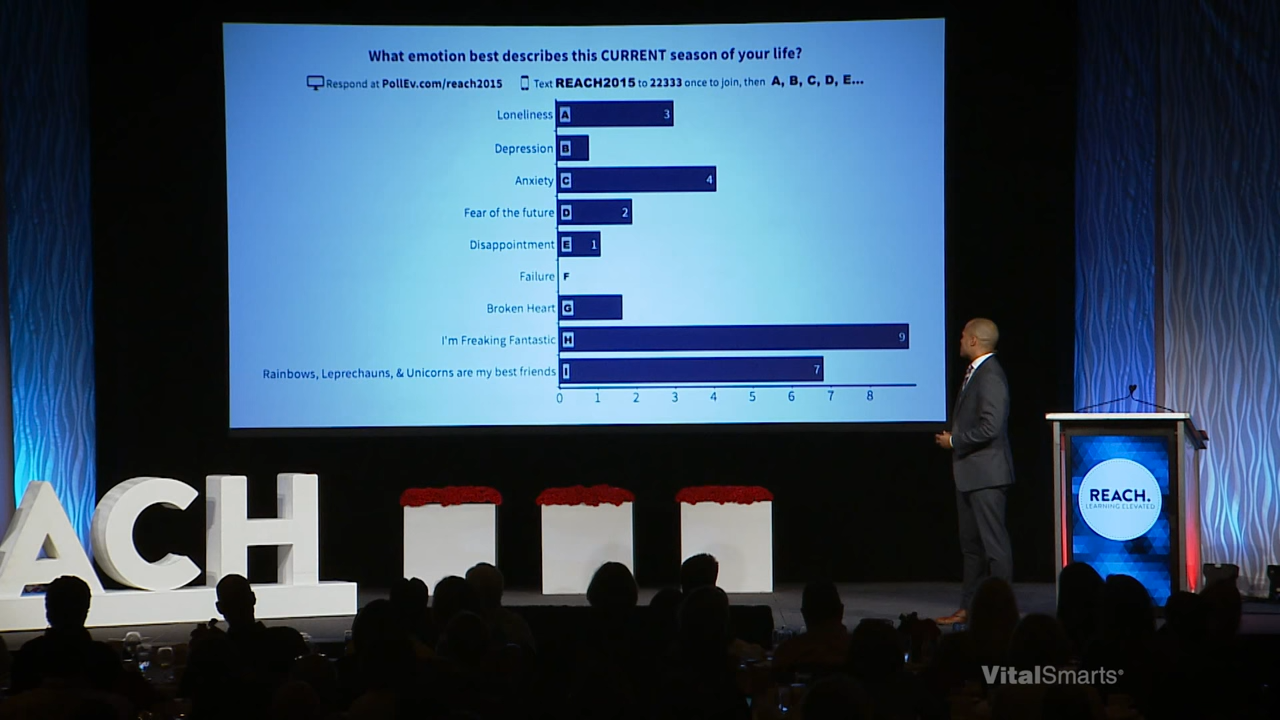 What emotion best describes this CURRENT season of your life?
Respond at PollEv.com/reach2015 Text REACH2015 to 22333 once to join, then A, B, C, D, E...
Loneliness A 3
Depression B
Anxiety C 4
Fear of the future D 2
Disappointment E 1
Failure F
Broken Heart G
I'm Freaking Fantastic H 9
Rainbows, Leprechauns, & Unicorns are my best friends I 7
0 1 2 3 4 5 6 7 8
ACH
REACH.
LEARNING ELEVATED
VitalSmarts